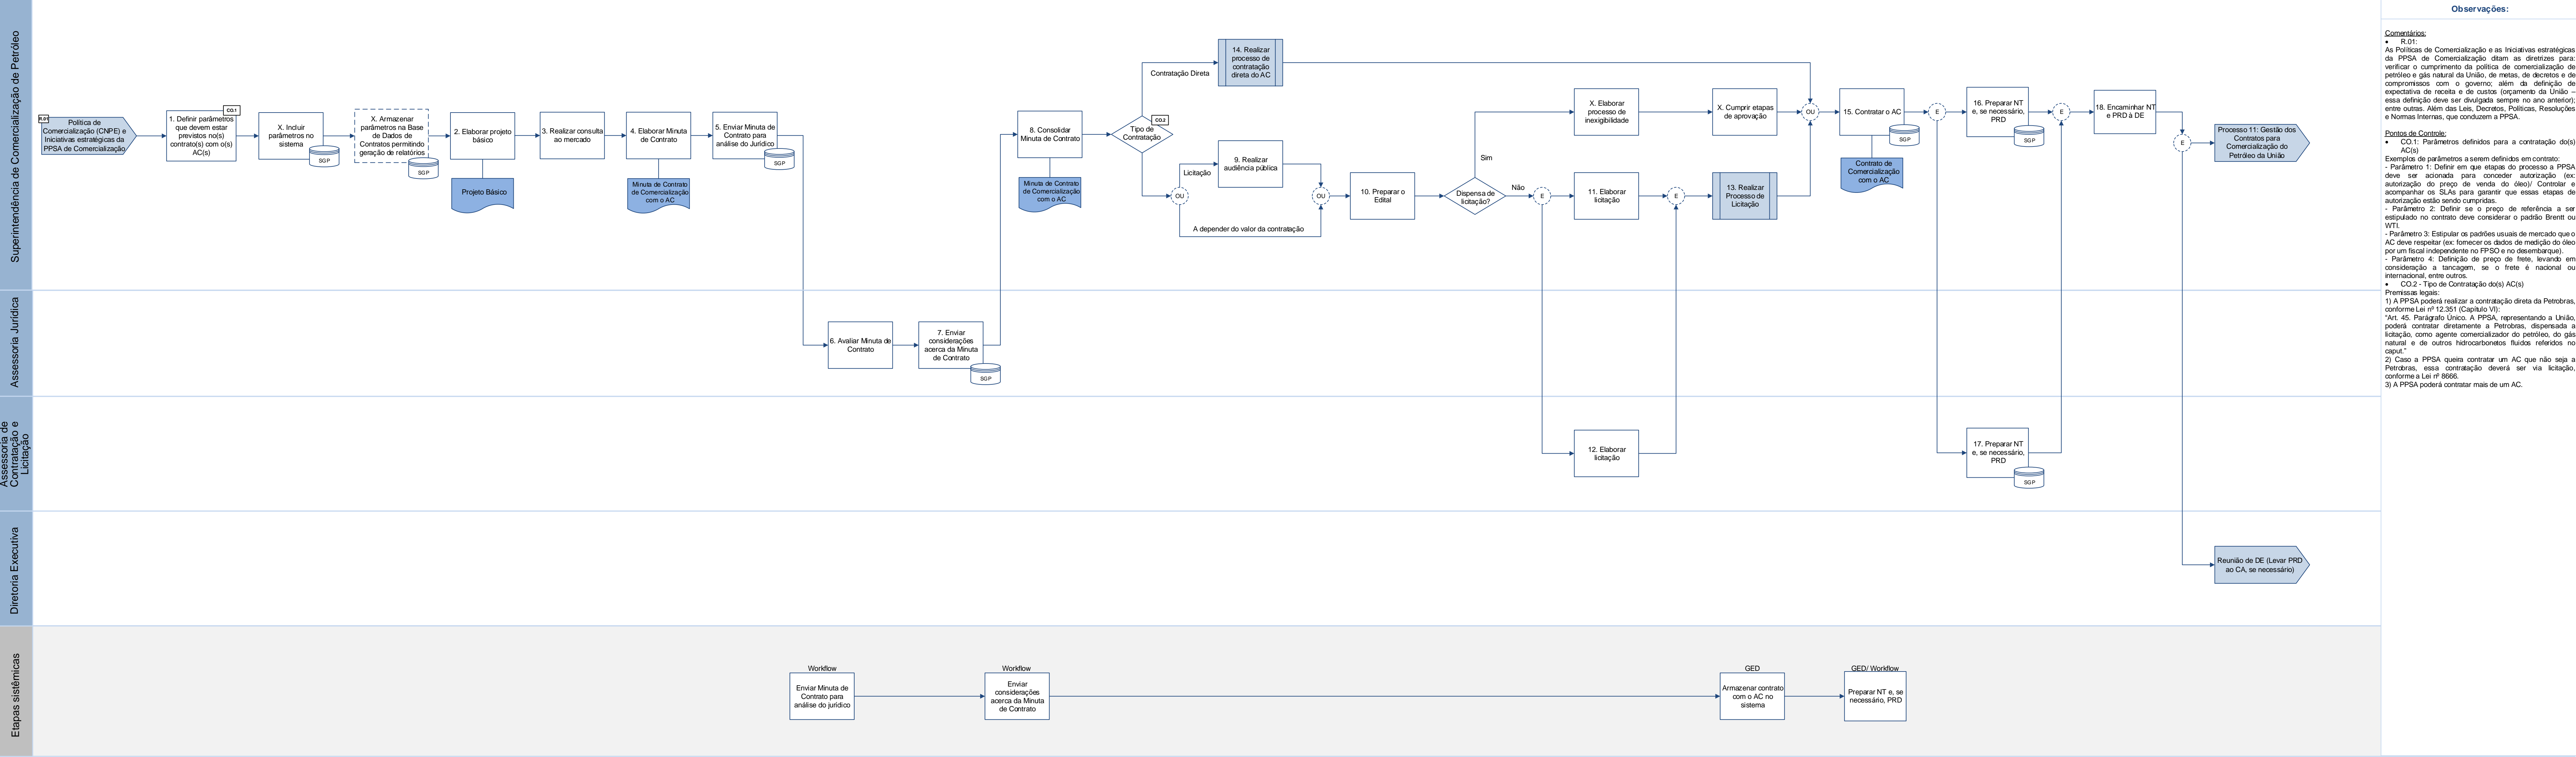 Superintendência de Comercialização de Petróleo
R.01
Política de
Comercialização (CNPE) e
Iniciativas estratégicas da
PPSA de Comercialização
CO.1
1. Definir parâmetros
que devem estar
previstos no(s)
contrato(s) com o(s)
AC(s)
X. Incluir
parâmetros no
sistema
SGP
X. Armazenar
parâmetros na Base
de Dados de
Contratos permitindo
geração de relatórios
SGP
2. Elaborar projeto
básico
Projeto Básico
3. Realizar consulta
ao mercado
4. Elaborar Minuta
de Contrato
Minuta de Contrato
de Comercialização
com o AC
5. Enviar Minuta de
Contrato para
análise do Jurídico
SGP
8. Consolidar
Minuta de Contrato
Minuta de Contrato
de Comercialização
com o AC
CO.2
Tipo de
Contratação
Contratação Direta
14. Realizar
processo de
contratação
direta do AC
Licitação
OU
9. Realizar
audiência pública
A depender do valor da contratação
OU
10. Preparar o
Edital
Dispensa de
licitação?
Sim
Não
X. Elaborar
processo de
inexigibilidade
X. Cumprir etapas
de aprovação
E
11. Elaborar
licitação
E
13. Realizar
Processo de
Licitação
OU
15. Contratar o AC
SGP
Contrato de
Comercialização
com o AC
E
16. Preparar NT
e, se necessário,
PRD
SGP
E
18. Encaminhar NT
e PRD à DE
E
Processo 11: Gestão dos
Contratos para
Comercialização do
Petróleo da União
Assessoria Jurídica
6. Avaliar Minuta de
Contrato
7. Enviar
considerações
acerca da Minuta
de Contrato
SGP
Assessoria de
Contratação e
Licitação
12. Elaborar
licitação
17. Preparar NT
e, se necessário,
PRD
SGP
Diretoria Executiva
Reunião de DE (Levar PRD
ao CA, se necessário)
Etapas sistêmicas
Workflow
Enviar Minuta de
Contrato para
análise do jurídico
Workflow
Enviar
considerações
acerca da Minuta
de Contrato
GED
Armazenar contrato
com o AC no
sistema
GED/ Workflow
Preparar NT e, se
necessário, PRD
Observações:
Comentários:
• R.01:
As Políticas de Comercialização e as Iniciativas estratégicas
da PPSA de Comercialização ditam as diretrizes para:
verificar o cumprimento da política de comercialização de
petróleo e gás natural da União, de metas, de decretos e de
compromissos com o governo; além da definição de
expectativa de receita e de custos (orçamento da União –
essa definição deve ser divulgada sempre no ano anterior);
entre outras. Além das Leis, Decretos, Políticas, Resoluções
e Normas Internas, que conduzem a PPSA.
Pontos de Controle:
• CO.1: Parâmetros definidos para a contratação do(s)
AC(s)
Exemplos de parâmetros a serem definidos em contrato:
- Parâmetro 1: Definir em que etapas do processo a PPSA
deve ser acionada para conceder autorização (ex:
autorização do preço de venda do óleo)/ Controlar e
acompanhar os SLAs para garantir que essas etapas de
autorização estão sendo cumpridas.
- Parâmetro 2: Definir se o preço de referência a ser
estipulado no contrato deve considerar o padrão Brentt ou
WTI.
- Parâmetro 3: Estipular os padrões usuais de mercado que o
AC deve respeitar (ex: fornecer os dados de medição do óleo
por um fiscal independente no FPSO e no desembarque).
- Parâmetro 4: Definição de preço de frete, levando em
consideração a tancagem, se o frete é nacional ou
internacional, entre outros.
• CO.2 - Tipo de Contratação do(s) AC(s)
Premissas legais:
1) A PPSA poderá realizar a contratação direta da Petrobras,
conforme Lei nº 12.351 (Capítulo VI):
"Art. 45. Parágrafo Único. A PPSA, representando a União,
poderá contratar diretamente a Petrobras, dispensada a
licitação, como agente comercializador do petróleo, do gás
natural e de outros hidrocarbonetos fluidos referidos no
caput."
2) Caso a PPSA queira contratar um AC que não seja a
Petrobras, essa contratação deverá ser via licitação,
conforme a Lei nº 8666.
3) A PPSA poderá contratar mais de um AC.